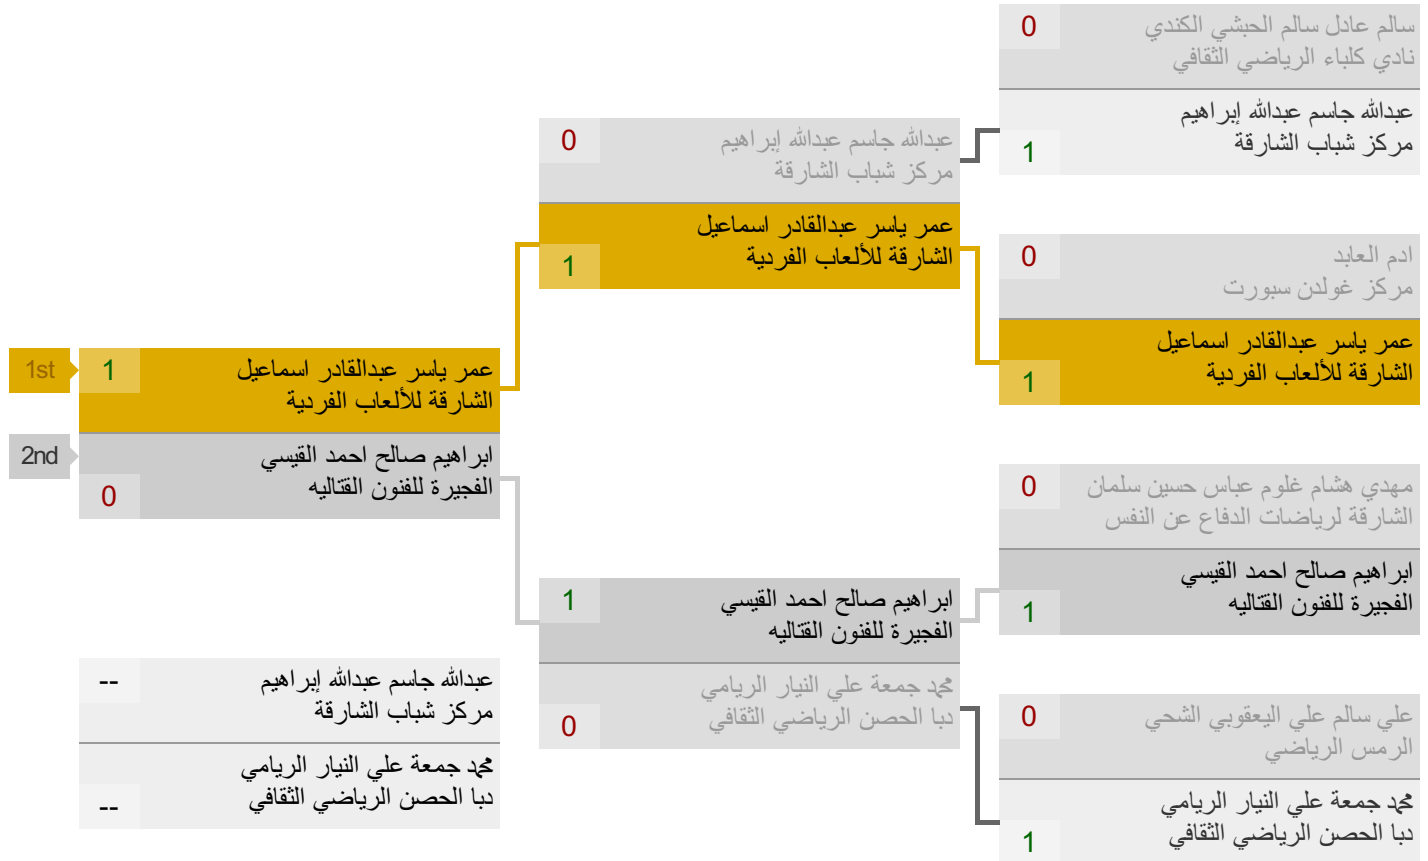 0
سالم عادل سالم الحبشي الكندي
نادي كلباء الرياضي الثقافي
عبدالله جاسم عبدالله إبراهيم
مركز شباب الشارقة
1
0
عبدالله جاسم عبدالله إبراهيم
مركز شباب الشارقة
عمر ياسر عبدالقادر اسماعيل
الشارقة للألعاب الفردية
1
0
ادم العابد
مركز غولدن سبورت
عمر ياسر عبدالقادر اسماعيل
الشارقة للألعاب الفردية
1
1st
1
عمر ياسر عبدالقادر اسماعيل
الشارقة للألعاب الفردية
2nd
ابراهيم صالح احمد القيسي
الفجيرة للفنون القتاليه
0
0
مهدي هشام غلوم عباس حسين سلمان
الشارقة لرياضات الدفاع عن النفس
ابراهيم صالح احمد القيسي
الفجيرة للفنون القتاليه
1
1
ابراهيم صالح احمد القيسي
الفجيرة للفنون القتاليه
محمد جمعة علي النيار الريامي
دبا الحصن الرياضي الثقافي
0
--
عبدالله جاسم عبدالله إبراهيم
مركز شباب الشارقة
محمد جمعة علي النيار الريامي
دبا الحصن الرياضي الثقافي
--
0
علي سالم علي اليعقوبي الشحي
الرمس الرياضي
محمد جمعة علي النيار الريامي
دبا الحصن الرياضي الثقافي
1